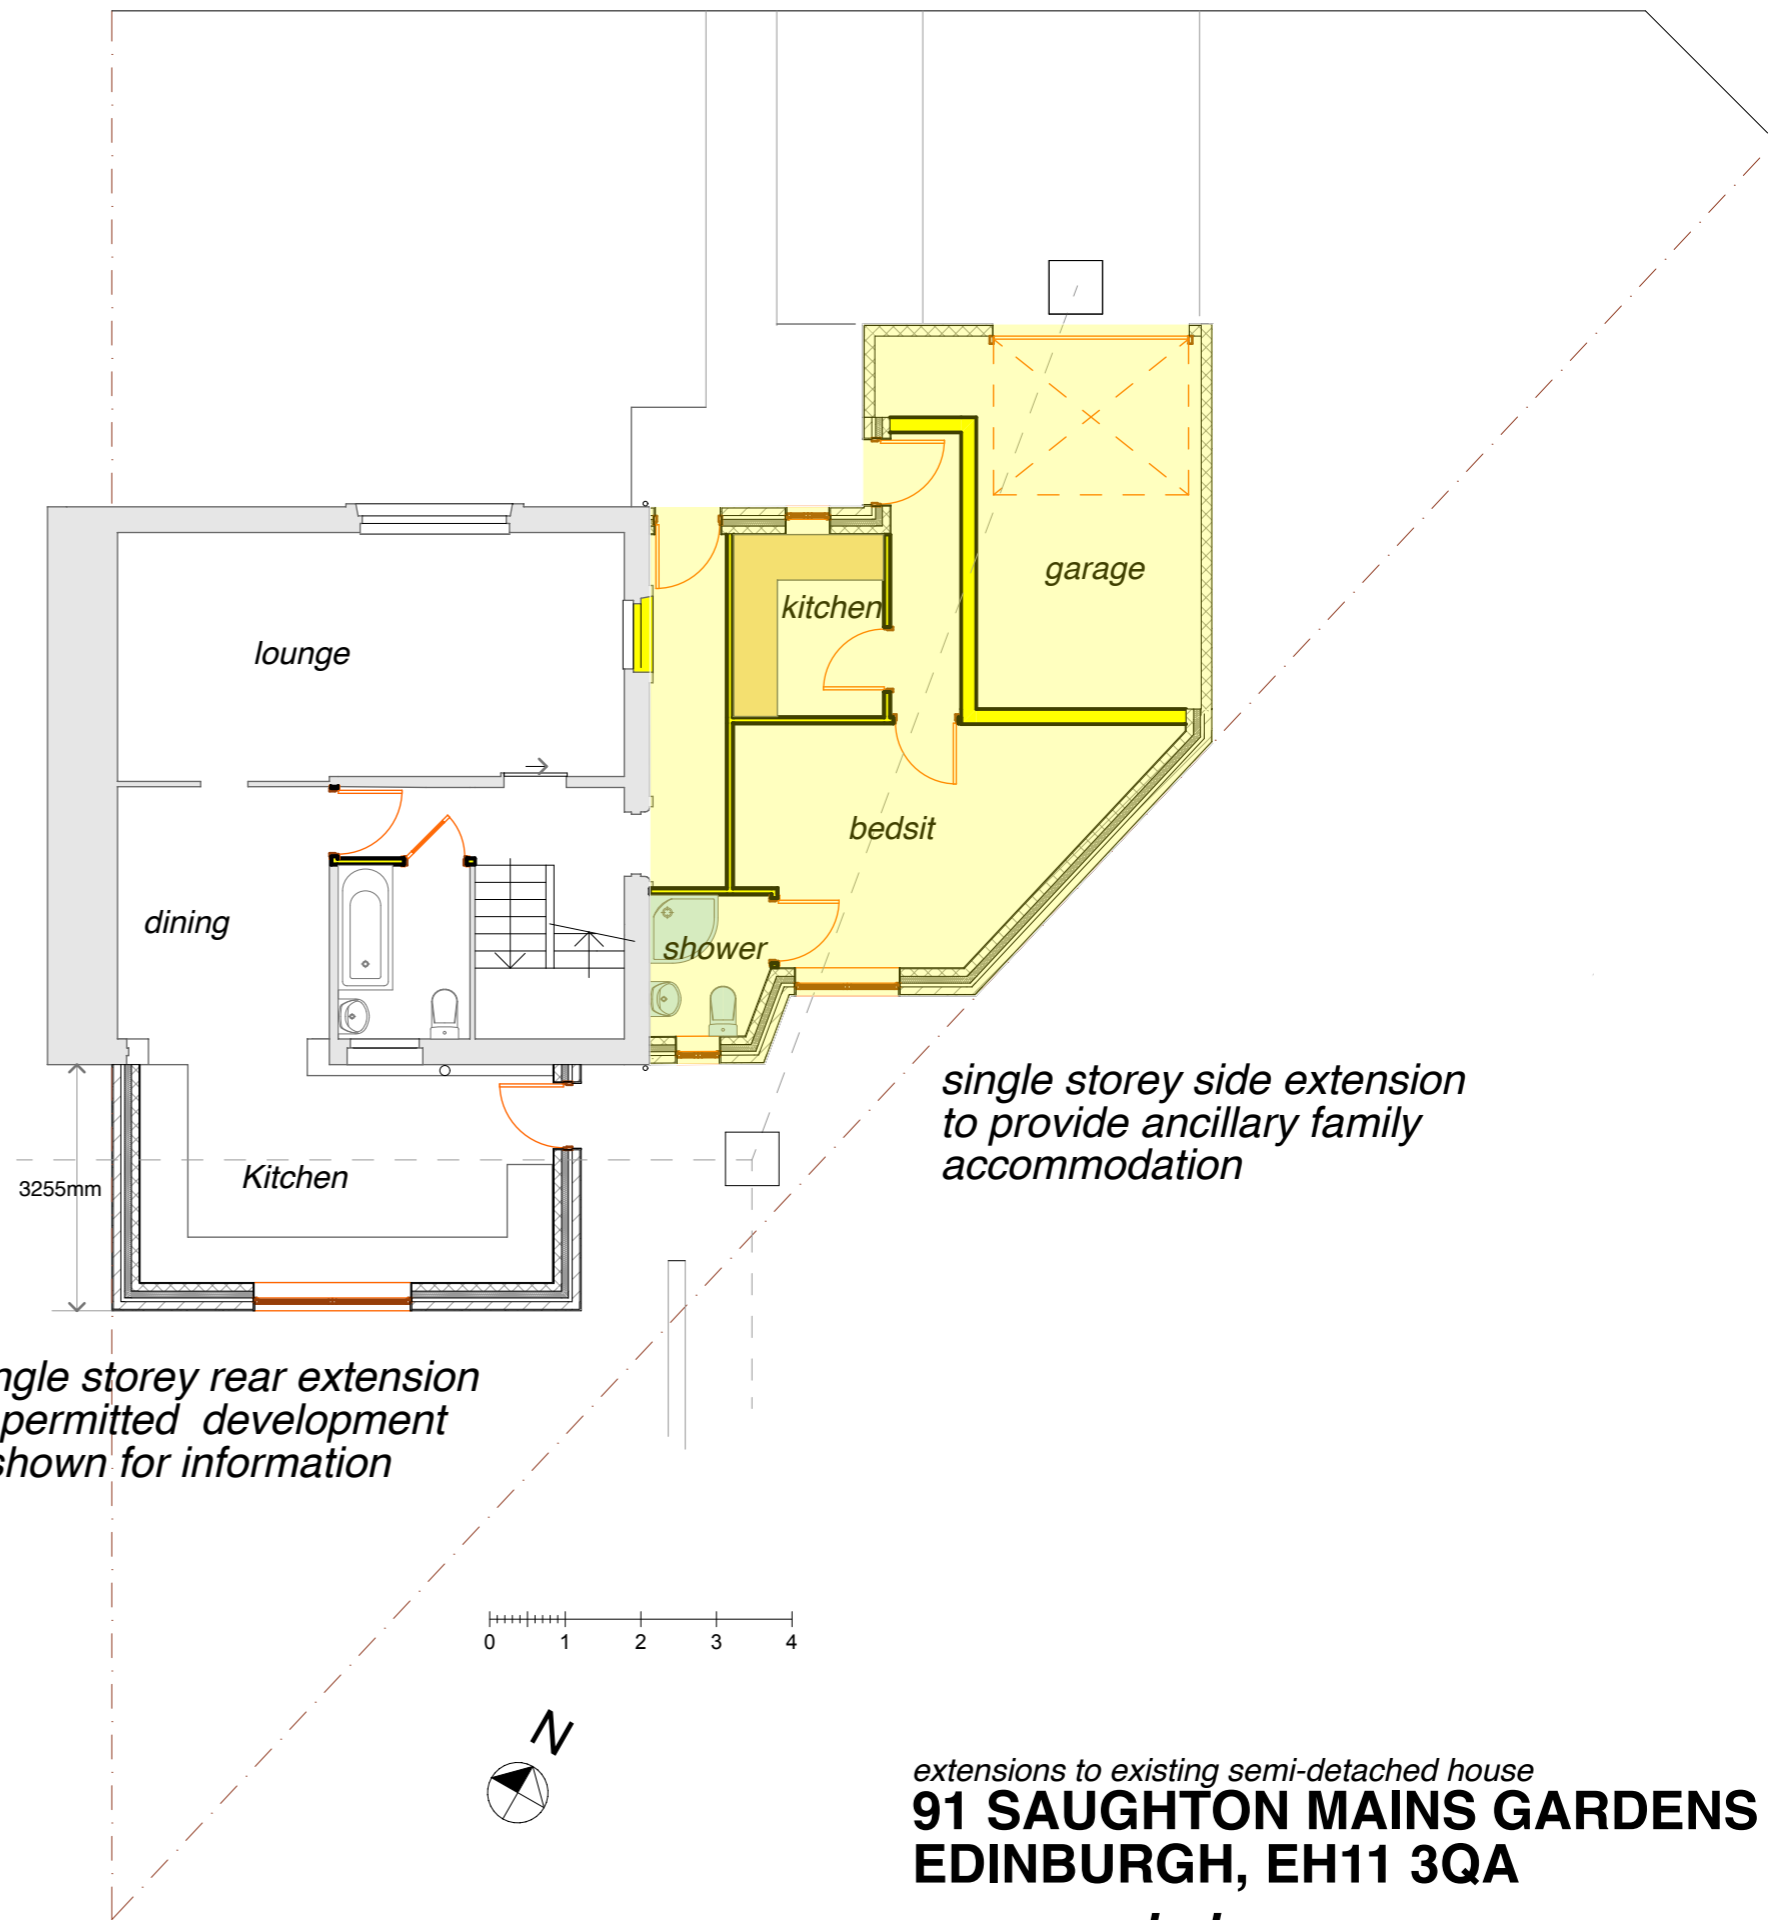 garage
kitchen
lounge
bedsit
dining
shower
single storey side extension
to provide ancillary family
accommodation
Kitchen
3255mm
storey rear extension
permitted development
shown for information
0 1 2 3 4
N
extensions to existing semi-detached house
91 SAUGHTON MAINS GARDENS
EDINBURGH, EH11 3QA